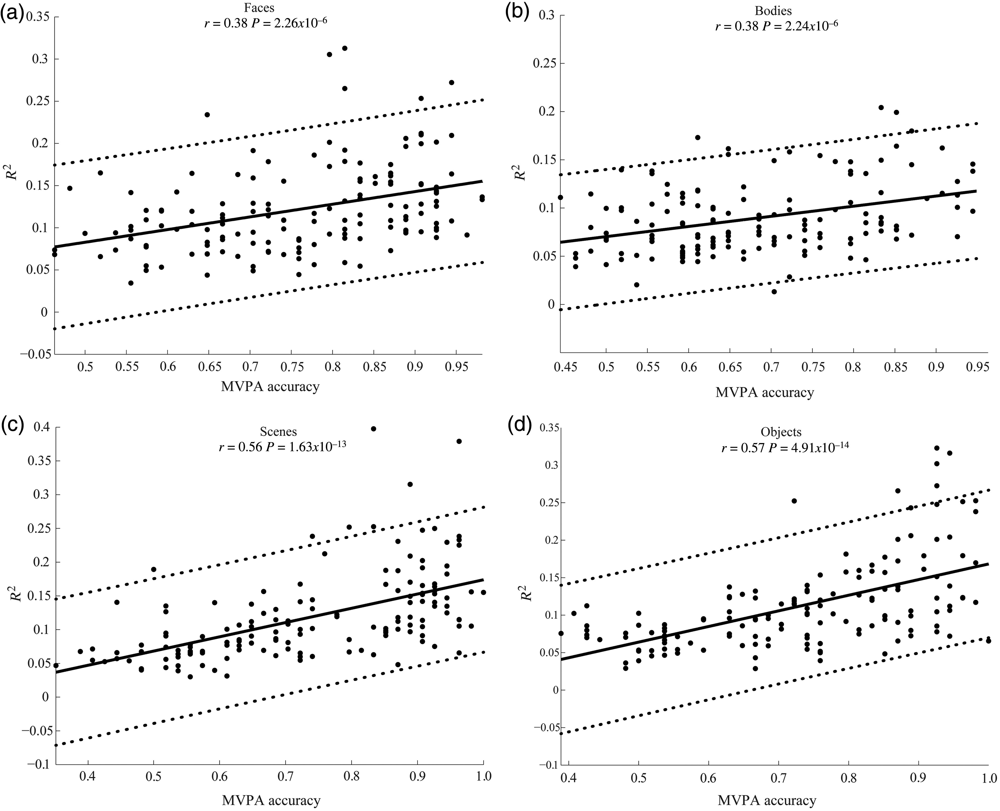 (a)
Faces
r = 0.38 P = 2.26x10⁻⁶
0.35
0.3
0.25
0.2
0.15
0.1
0.05
0
−0.05
R²
0.5 0.55 0.6 0.65 0.7 0.75 0.8 0.85 0.9 0.95
MVPA accuracy
(b)
Bodies
r = 0.38 P = 2.24x10⁻⁶
0.3
0.25
0.2
0.15
0.1
0.05
0
R²
0.45 0.5 0.55 0.6 0.65 0.7 0.75 0.8 0.85 0.9 0.95
MVPA accuracy
(c)
Scenes
r = 0.56 P = 1.63x10⁻¹³
0.4
0.35
0.3
0.25
0.2
0.15
0.1
0.05
0
−0.05
−0.1
R²
0.4 0.5 0.6 0.7 0.8 0.9 1.0
MVPA accuracy
(d)
Objects
r = 0.57 P = 4.91x10⁻¹⁴
0.35
0.3
0.25
0.2
0.15
0.1
0.05
0
−0.05
−0.1
R²
0.4 0.5 0.6 0.7 0.8 0.9 1.0
MVPA accuracy